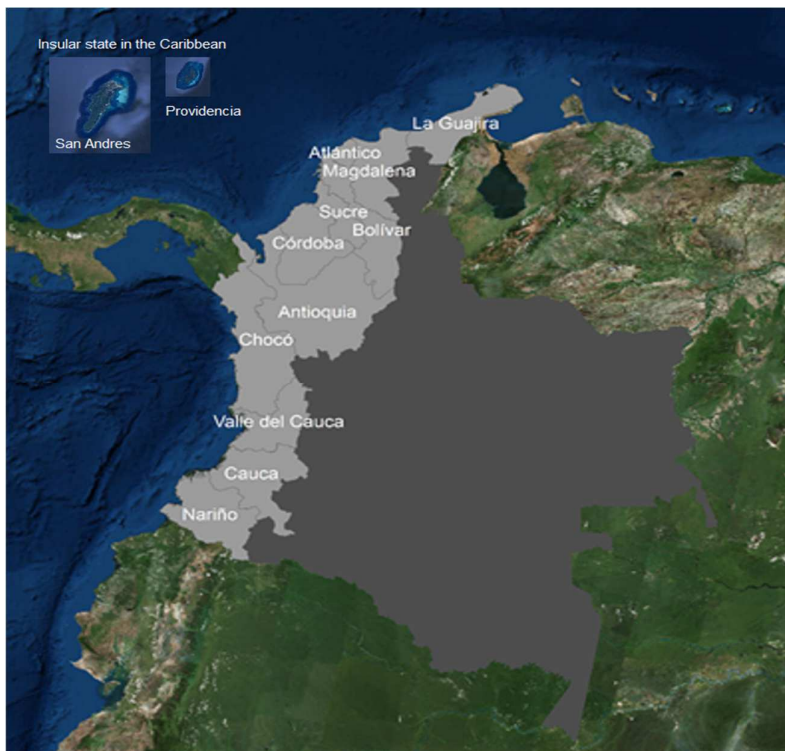 Insular state in the Caribbean
Providencia
San Andres
La Guajira
Atlántico
Magdalena
Sucre
Bolívar
Córdoba
Antioquia
Chocó
Valle del Cauca
Cauca
Nariño